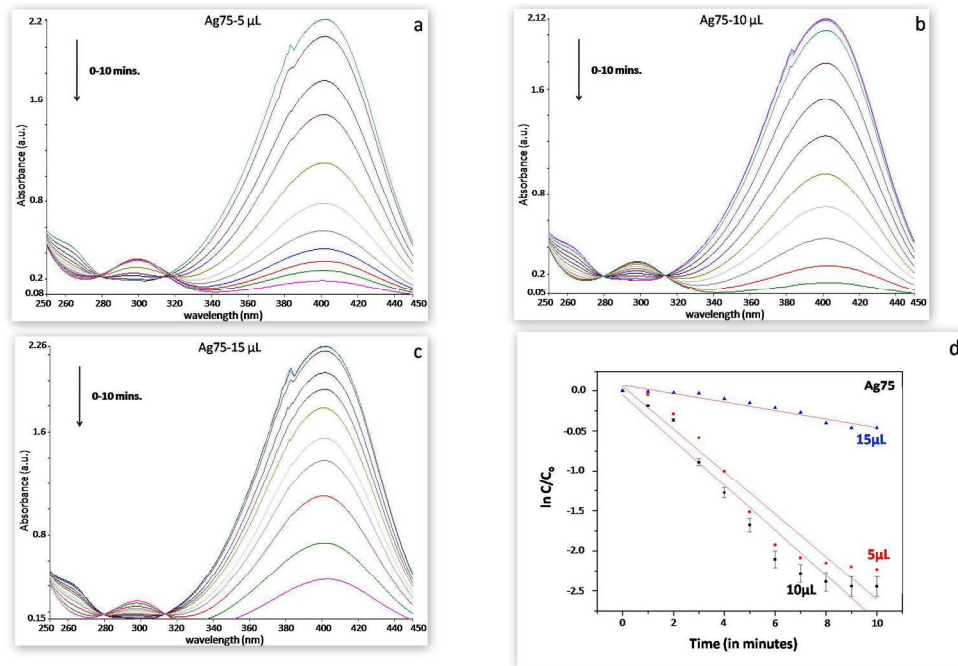 Ag75-5 µL
a
2.2
1.6
0.8
0.2
0.08
Absorbance (a.u.)
0-10 mins.
250 260 280 300 320 340 360 380 400 420 450
wavelength (nm)
Ag75-10 µL
b
2.12
1.6
0.8
0.2
0.05
Absorbance (a.u.)
0-10 mins.
250 260 280 300 320 340 360 380 400 420 450
wavelength (nm)
Ag75-15 µL
c
2.26
1.6
0.8
0.15
Absorbance (a.u.)
0-10 mins.
250 260 280 300 320 340 360 380 400 420 450
wavelength (nm)
d
Ag75
0.0
-0.05
-1.0
-1.5
-2.0
-2.5
ln C/Co
15µL
5µL
10µL
0 2 4 6 8 10
Time (in minutes)